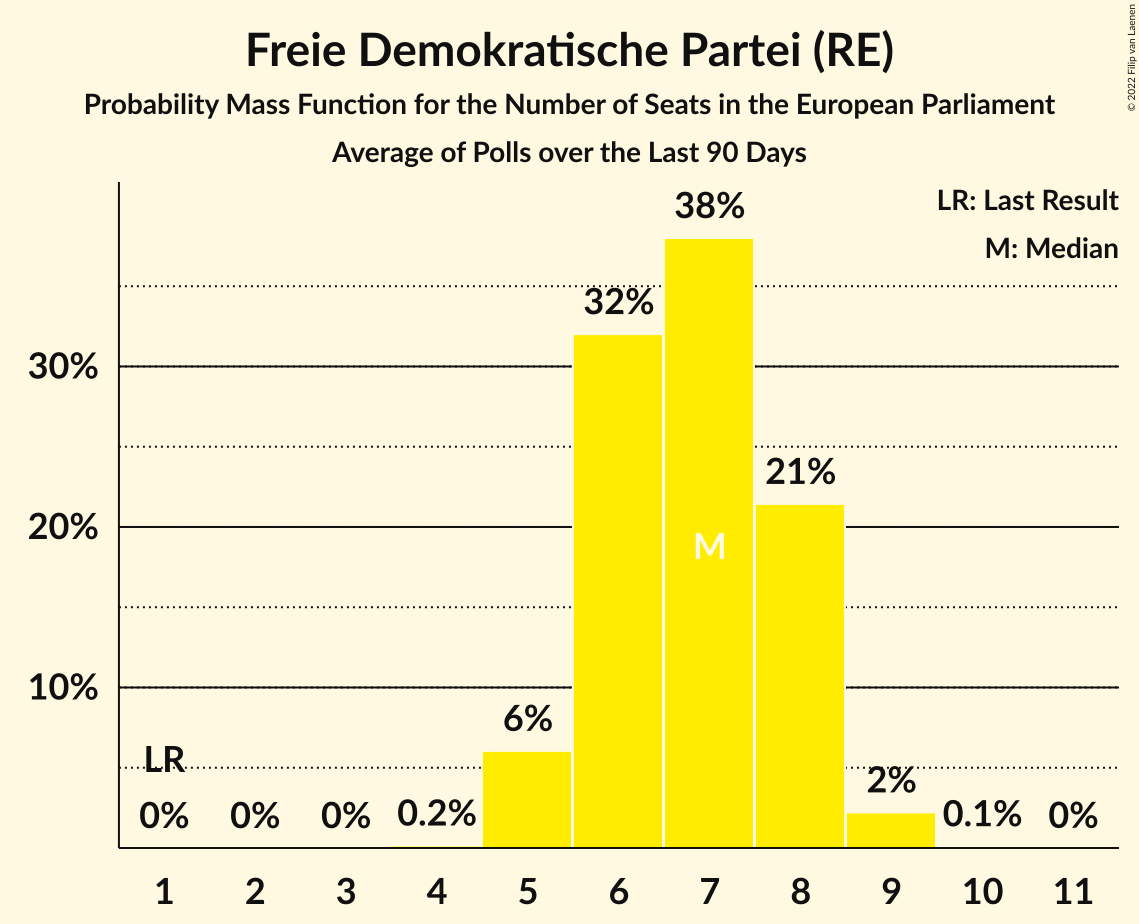 Freie Demokratische Partei (RE)
Probability Mass Function for the Number of Seats in the European Parliament
Average of Polls over the Last 90 Days
© 2022 Filip van Laenen
LR: Last Result
M: Median
38%
32%
30%
21%
20%
M
10%
6%
LR
2%
0% 0% 0% 0.2% 0.1% 0%
1 2 3 4 5 6 7 8 9 10 11